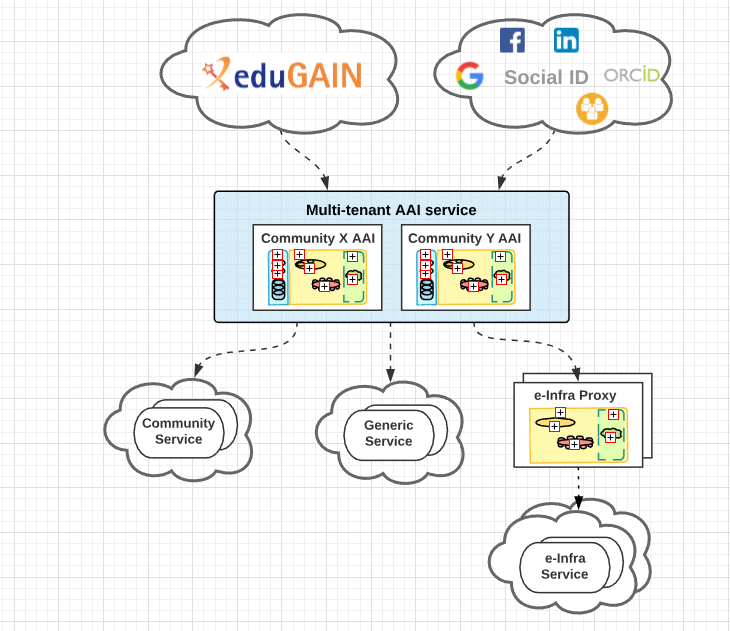 eduGAIN
Social ID
ORCiD
Multi-tenant AAI service
Community X AAI
Community Y AAI
Community
Service
Generic
Service
e-Infra Proxy
e-Infra
Service